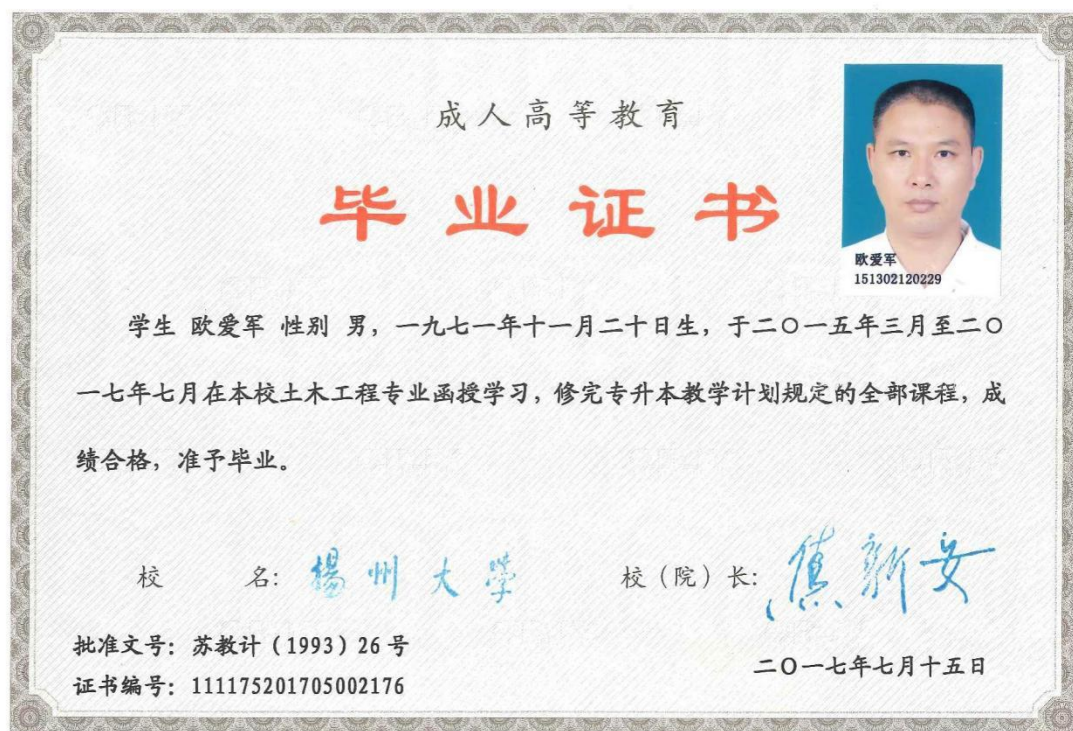 成人高等教育
毕业证书
欧爱军
151302120229
学生 欧爱军 性别 男，一九七一年十一月二十日生，于二〇一五年三月至二〇
一七年七月在本校土木工程专业函授学习，修完专升本教学计划规定的全部课程，成
绩合格，准予毕业。
校 名：揚州大學
校（院）长：焦新安
批准文号：苏教计（1993）26号
证书编号：111175201705002176
二〇一七年七月十五日